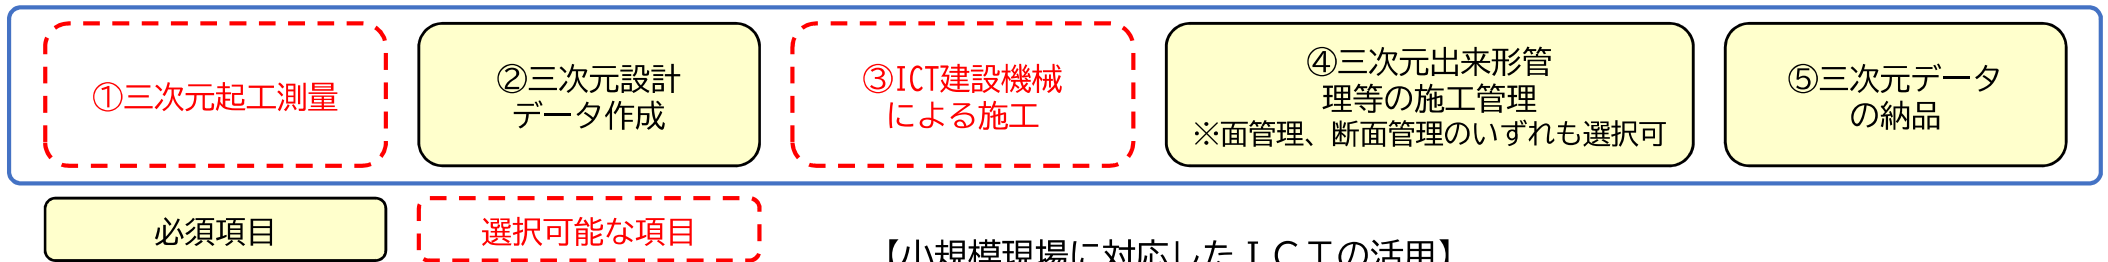 ①三次元起工測量
②三次元設計
データ作成
③ICT建設機械
による施工
④三次元出来形管
理等の施工管理
※面管理、断面管理のいずれも選択可
⑤三次元データ
の納品
必須項目
選択可能な項目
【小規模現場に対応したＩＣＴの活用】